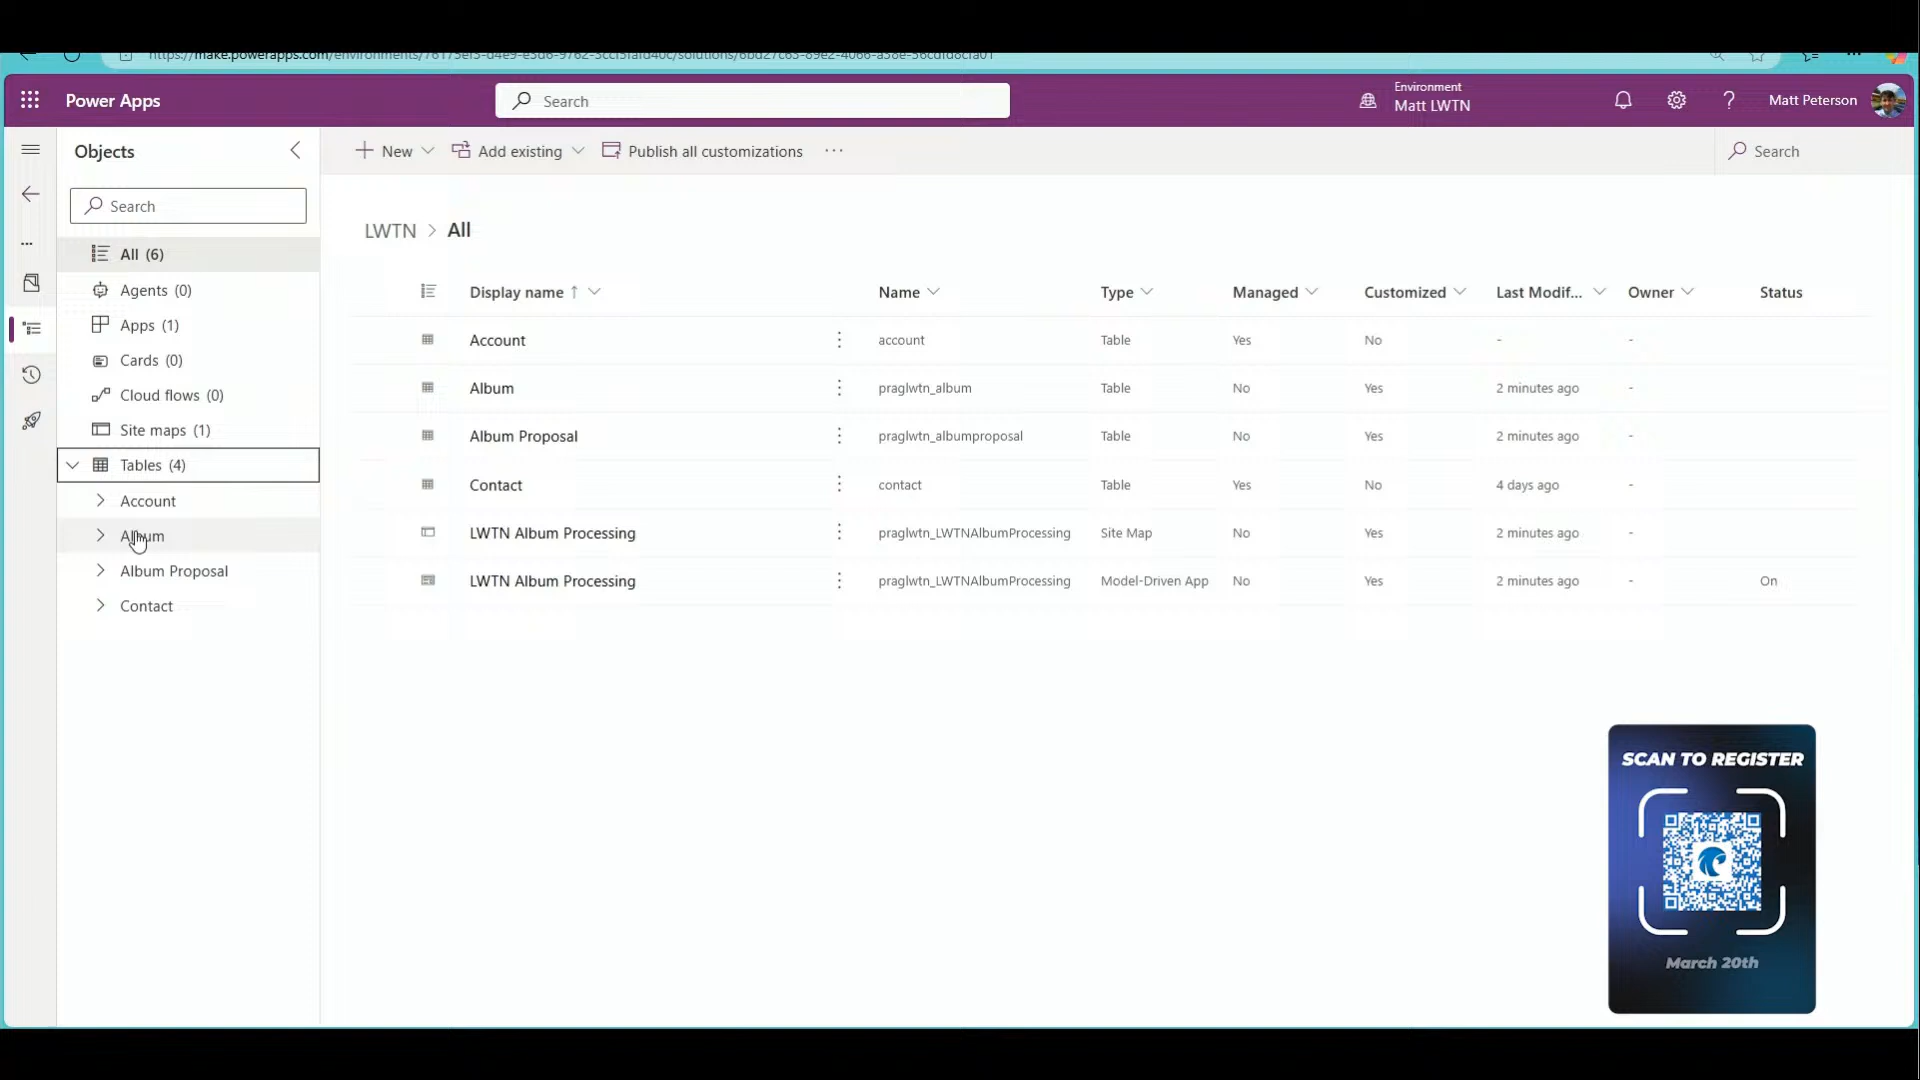 Power Apps
Search
Environment
Matt LWTN
Matt Peterson
Objects
New
Add existing
Publish all customizations
Search
Search
LWTN > All
All (6)
Agents (0)
Apps (1)
Cards (0)
Cloud flows (0)
Site maps (1)
Tables (4)
Account
Album
Album Proposal
Contact
Display name ↑ Name Type Managed Customized Last Modif... Owner Status
Account account Table Yes No - -
Album praglwtn_album Table No Yes 2 minutes ago -
Album Proposal praglwtn_albumproposal Table No Yes 2 minutes ago -
Contact contact Table Yes No 4 days ago -
LWTN Album Processing praglwtn_LWTNAlbumProcessing Site Map No Yes 2 minutes ago -
LWTN Album Processing praglwtn_LWTNAlbumProcessing Model-Driven App No Yes 2 minutes ago - On
SCAN TO REGISTER
March 20th